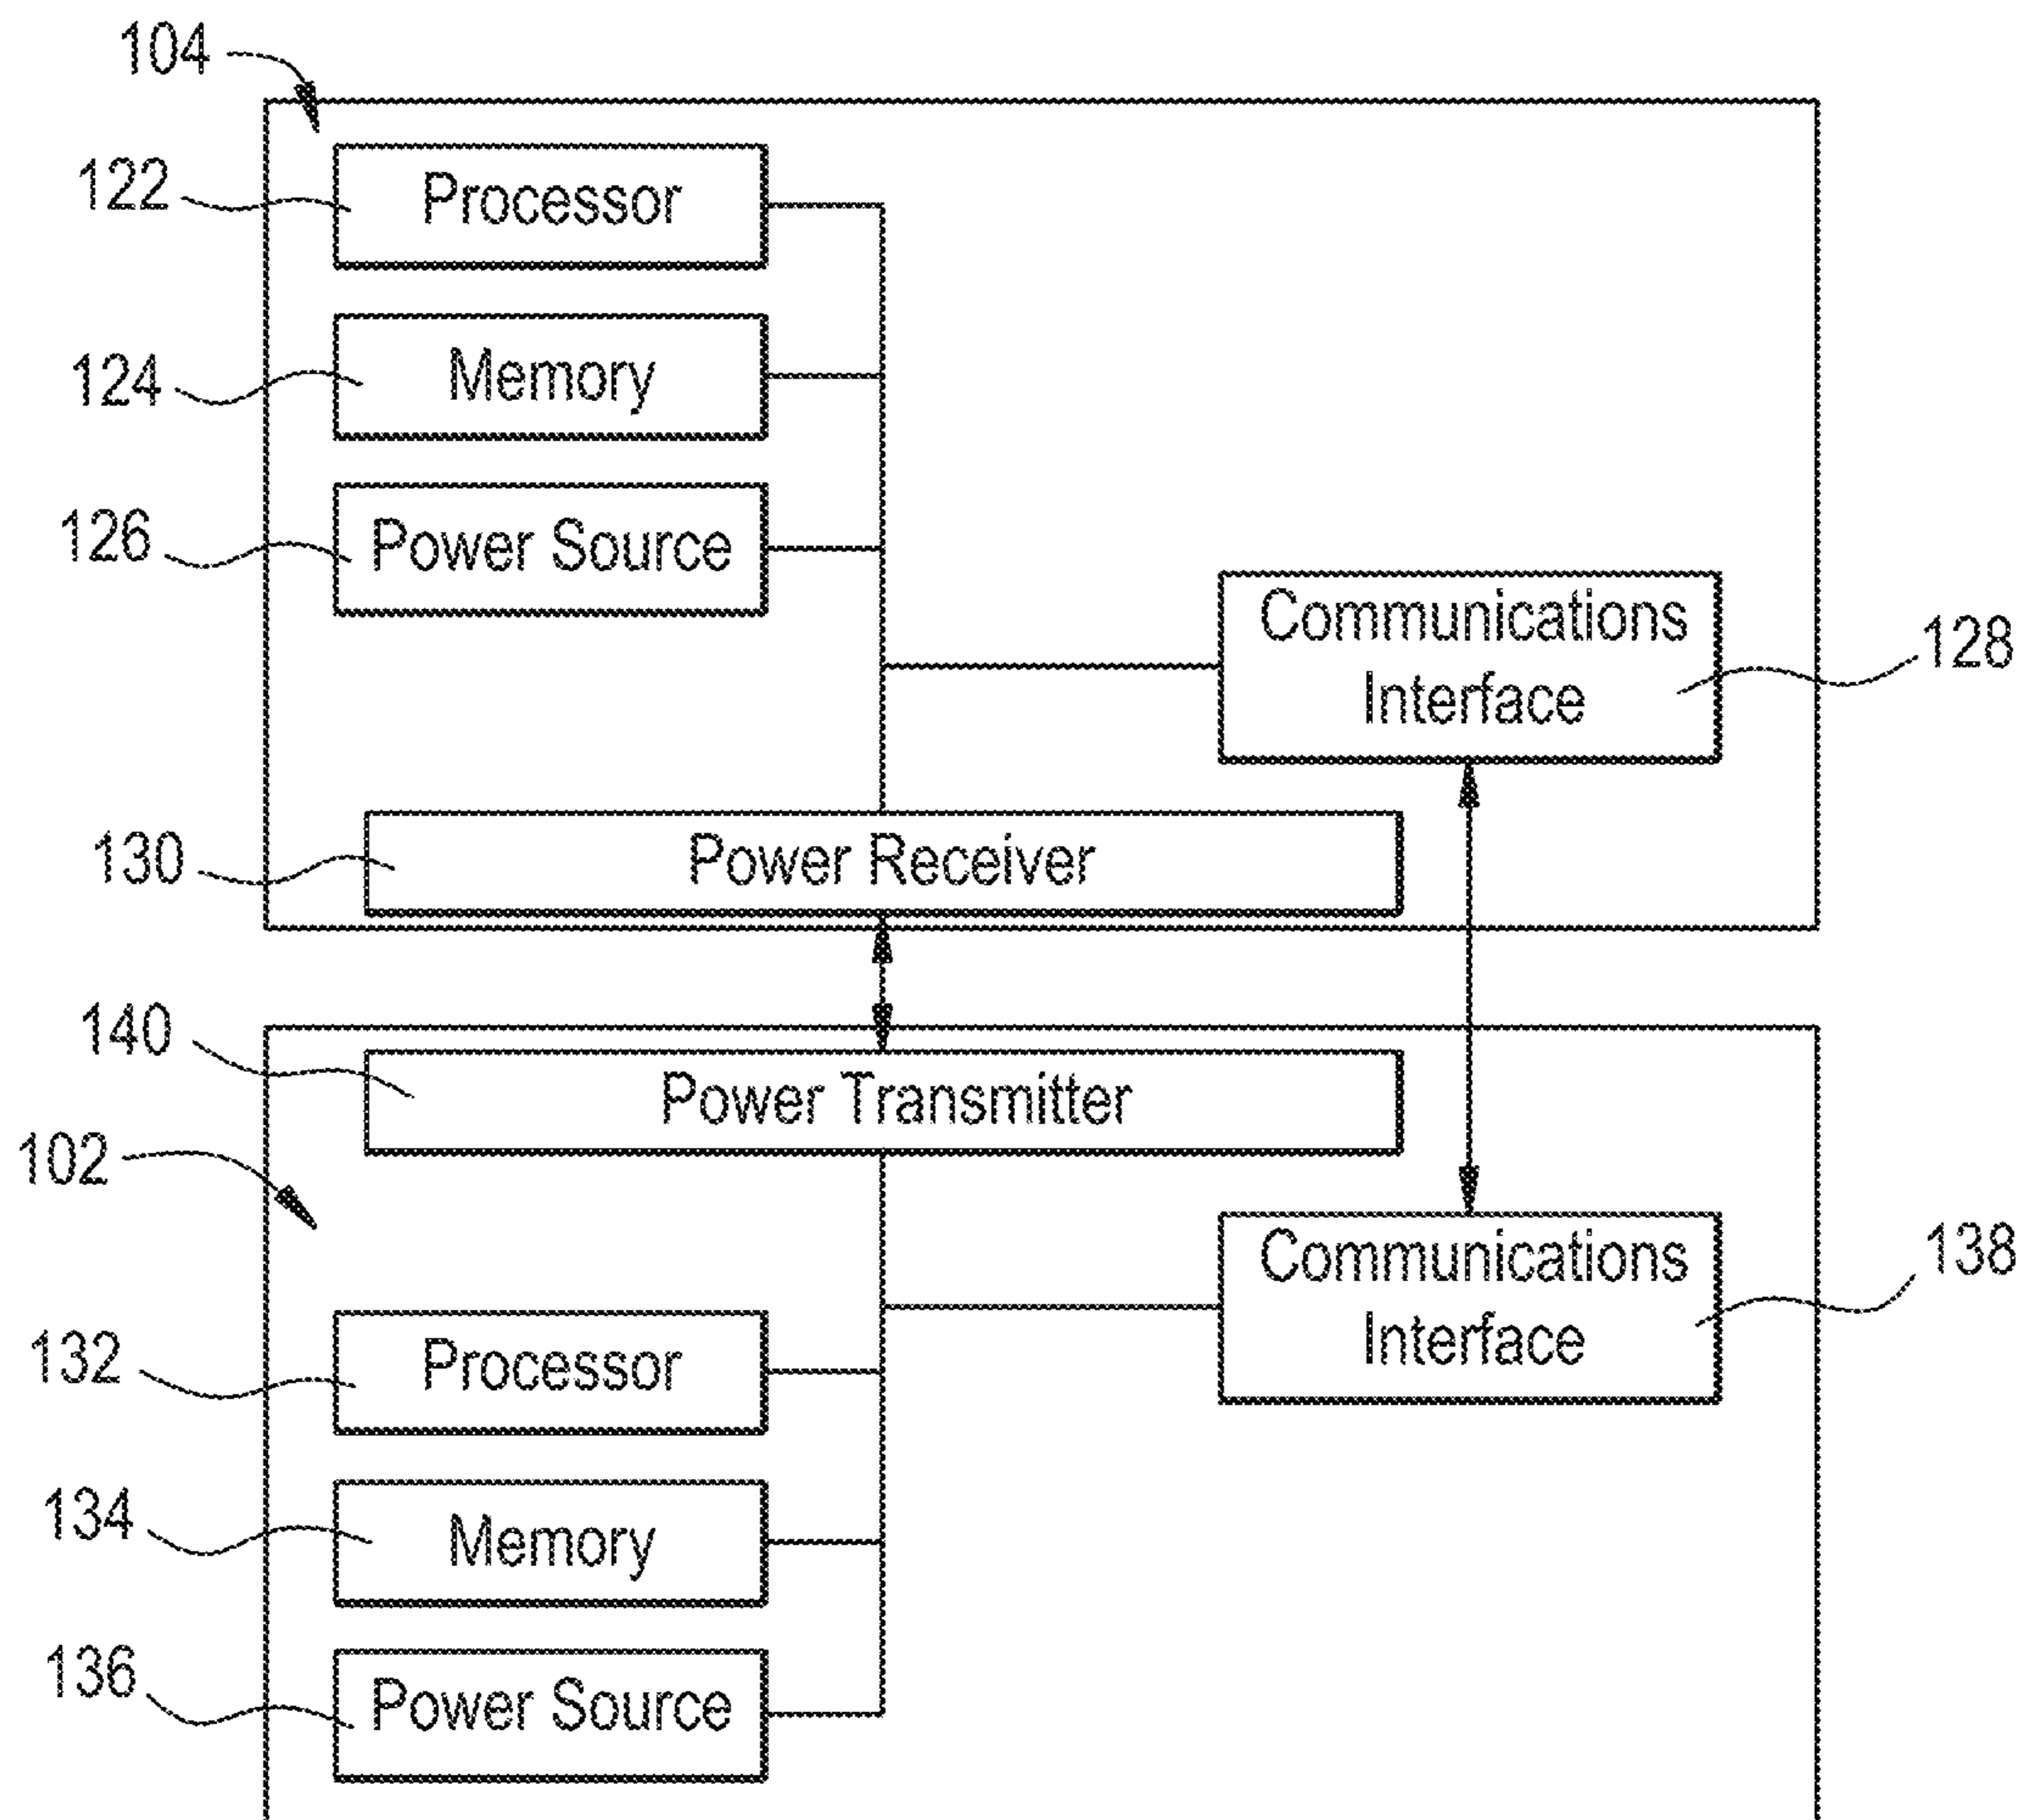 104
122
Processor
124
Memory
126
Power Source
Communications
Interface
128
130
Power Receiver
140
Power Transmitter
102
Communications
Interface
138
132
Processor
134
Memory
136
Power Source